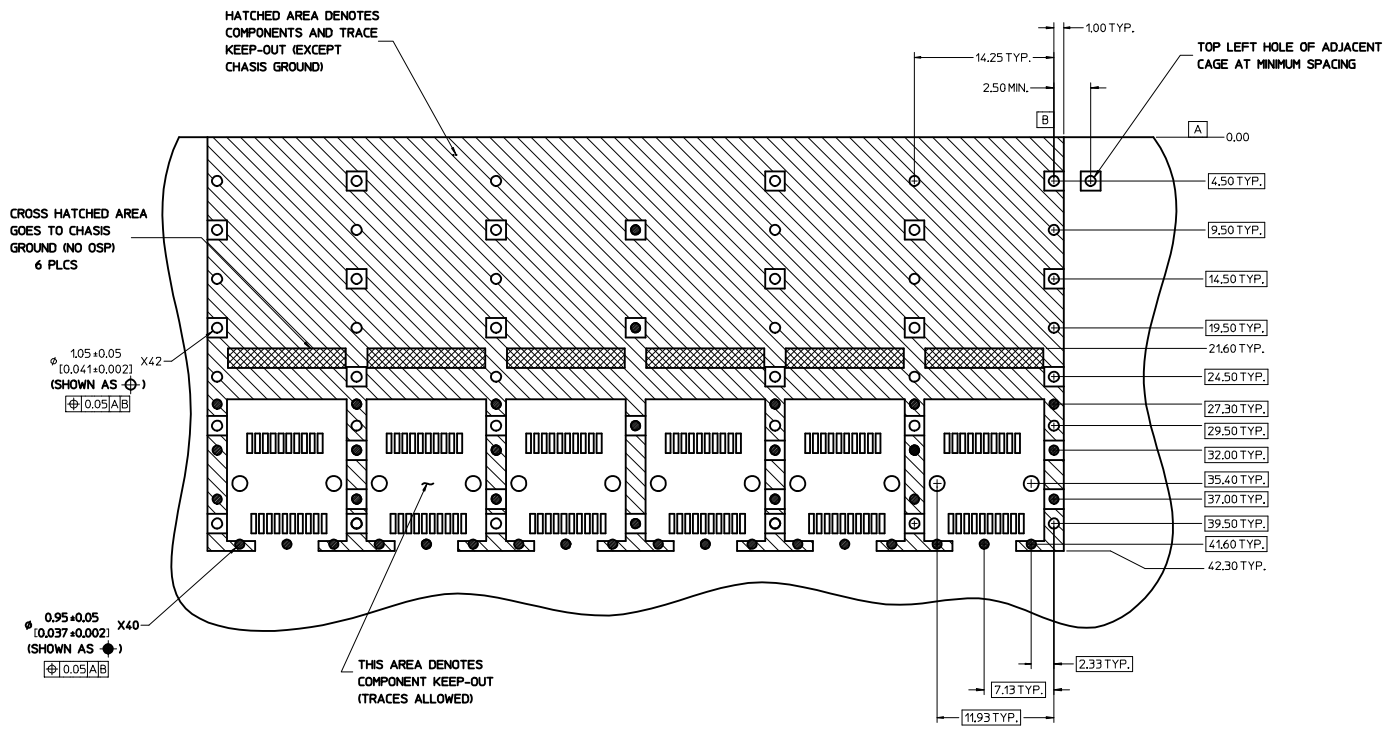 HATCHED AREA DENOTES
COMPONENTS AND TRACE
KEEP-OUT (EXCEPT
CHASIS GROUND)
1,00 TYP.
14.25 TYP.
2,50 MIN.
TOP LEFT HOLE OF ADJACENT
CAGE AT MINIMUM SPACING
B
A
0,00
4,50 TYP.
CROSS HATCHED AREA
GOES TO CHASIS
GROUND (NO OSP)
6 PLCS
9,50 TYP.
14,50 TYP.
19,50 TYP.
21,60 TYP.
ø 1,05±0.05 X42
[0,041±0,002]
(SHOWN AS ⌖)
⌖ 0.05 A B
24,50 TYP.
27,30 TYP.
29,50 TYP.
32,00 TYP.
35,40 TYP.
37,00 TYP.
39,50 TYP.
41,60 TYP.
42,30 TYP.
ø 0,95±0,05 X40
[0,037±0,002]
(SHOWN AS ●)
⌖ 0.05 A B
THIS AREA DENOTES
COMPONENT KEEP-OUT
(TRACES ALLOWED)
2,33 TYP.
7,13 TYP.
11,93 TYP.